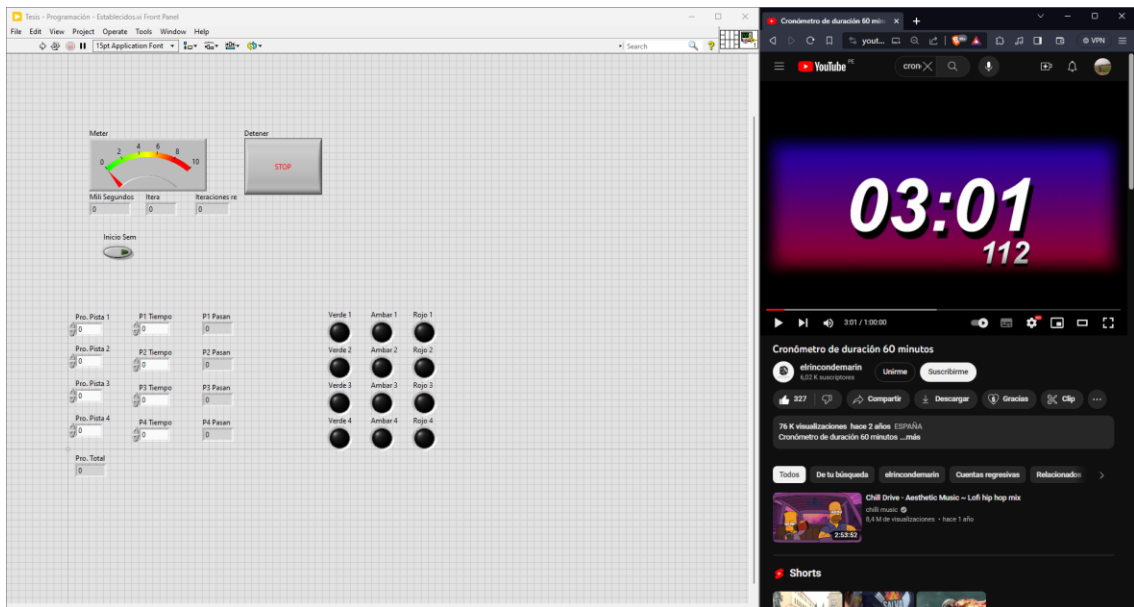 Tesis - Programación - Establecidos.vi Front Panel
File Edit View Project Operate Tools Window Help
15pt Application Font
Search
Meter
0 2 4 6 8 10
Detener
STOP
Mili Segundos Itera Iteraciones re
0 0 0
Inicio Sem
Pro. Pista 1 P1 Tiempo P1 Pasan
0 0 0
Pro. Pista 2 P2 Tiempo P2 Pasan
0 0 0
Pro. Pista 3 P3 Tiempo P3 Pasan
0 0 0
Pro. Pista 4 P4 Tiempo P4 Pasan
0 0 0
Pro. Total
0
Verde 1 Ambar 1 Rojo 1
Verde 2 Ambar 2 Rojo 2
Verde 3 Ambar 3 Rojo 3
Verde 4 Ambar 4 Rojo 4
Cronómetro de duración 60 min
yout...
VPN
YouTube PE
cron
03:01
112
3:01 / 1:00:00
Cronómetro de duración 60 minutos
elrincondemarin
6,02 K suscriptores
Unirme
Suscribirme
327 Compartir Descargar Gracias Clip ...
76 K visualizaciones hace 2 años ESPAÑA
Cronómetro de duración 60 minutos ...más
Todos De tu búsqueda elrincondemarin Cuentas regresivas Relacionados
Chill Drive - Aesthetic Music ~ Lofi hip hop mix
chilli music
8,4 M de visualizaciones • hace 1 año
2:53:52
Shorts